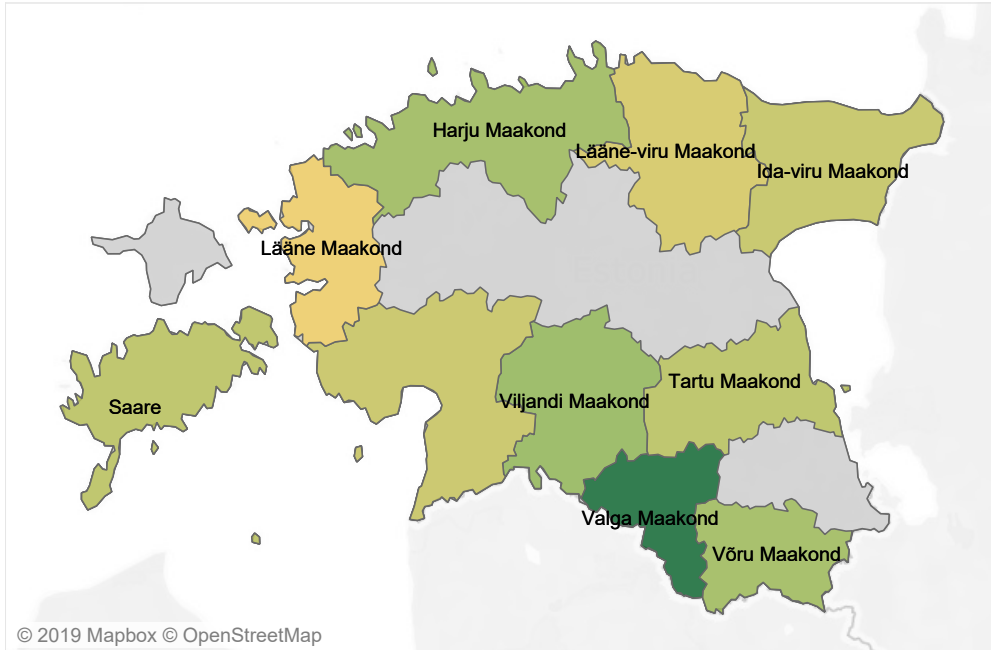 Harju Maakond
Lääne-viru Maakond
Ida-viru Maakond
Lääne Maakond
Estonia
Tartu Maakond
Viljandi Maakond
Saare
Valga Maakond
Võru Maakond
© 2019 Mapbox © OpenStreetMap